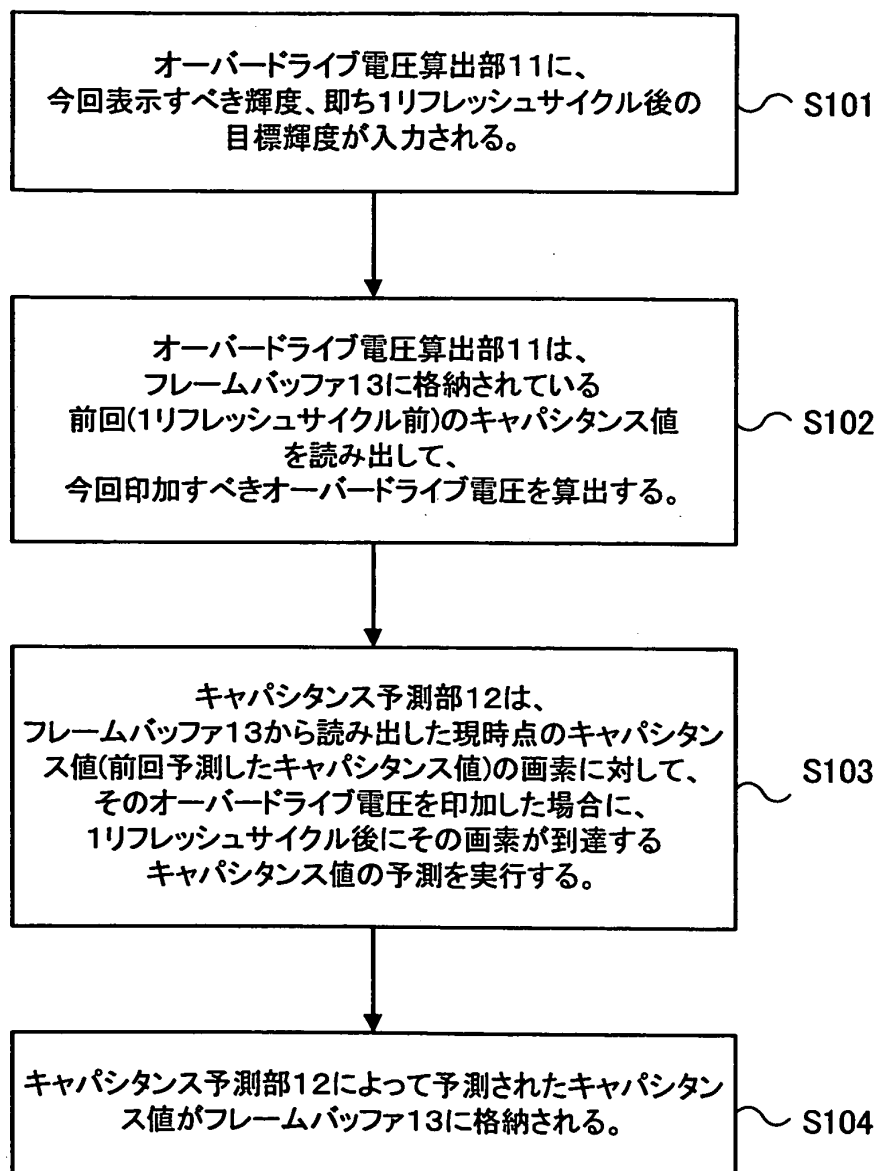 オーバードライブ電圧算出部11に、
今回表示すべき輝度、即ち1リフレッシュサイクル後の
目標輝度が入力される。
S101
オーバードライブ電圧算出部11は、
フレームバッファ13に格納されている
前回(1リフレッシュサイクル前)のキャパシタンス値
を読み出して、
今回印加すべきオーバードライブ電圧を算出する。
S102
キャパシタンス予測部12は、
フレームバッファ13から読み出した現時点のキャパシタン
ス値(前回予測したキャパシタンス値)の画素に対して、
そのオーバードライブ電圧を印加した場合に、
1リフレッシュサイクル後にその画素が到達する
キャパシタンス値の予測を実行する。
S103
キャパシタンス予測部12によって予測されたキャパシタン
ス値がフレームバッファ13に格納される。
S104